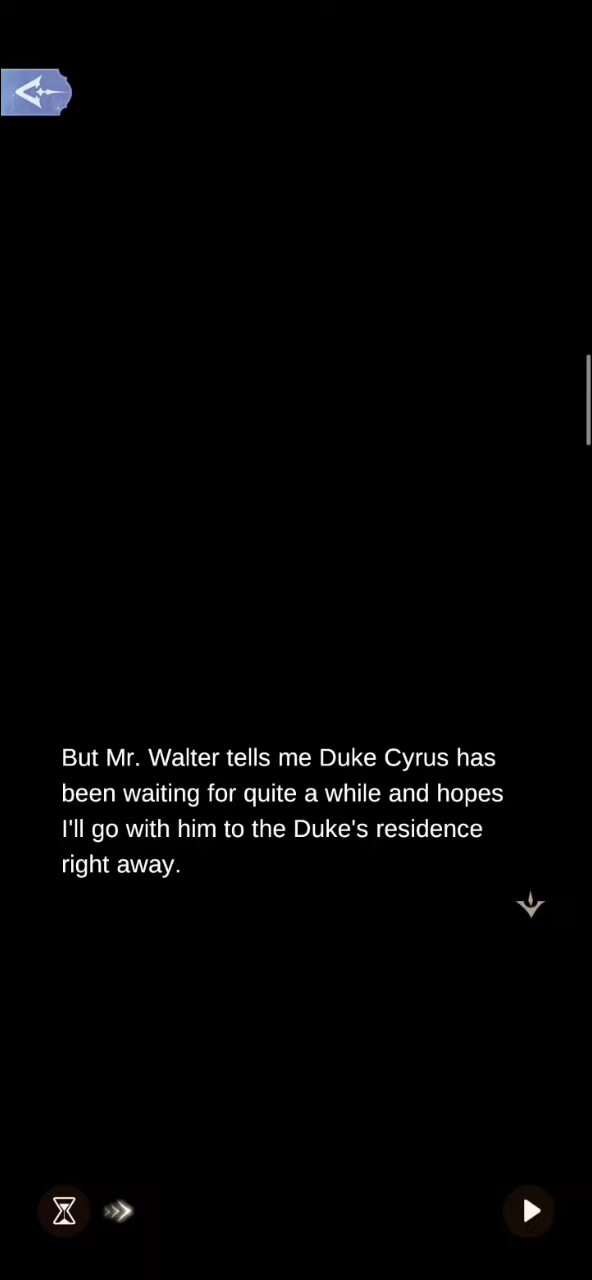 But Mr. Walter tells me Duke Cyrus has
been waiting for quite a while and hopes
I'll go with him to the Duke's residence
right away.